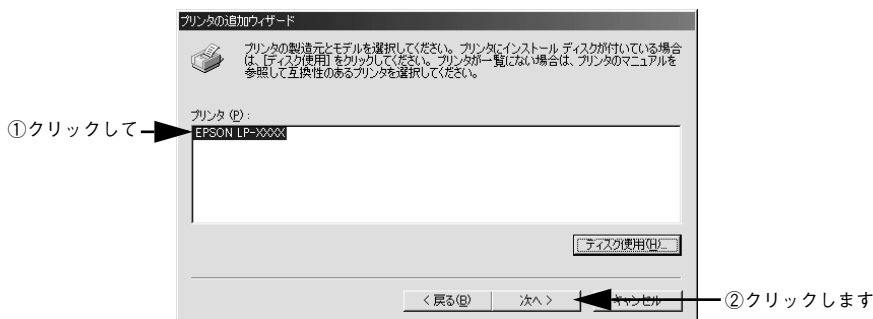 プリンタの追加ウィザード
プリンタの製造元とモデルを選択してください。プリンタにインストール ディスクが付いている場合
は、[ディスク使用] をクリックしてください。プリンタが一覧にない場合は、プリンタのマニュアルを
参照して互換性のあるプリンタを選択してください。
プリンタ (P) :
①クリックして
EPSON LP-XXXX
ディスク使用(H)...
< 戻る(B)
次へ >
キャンセル
②クリックします